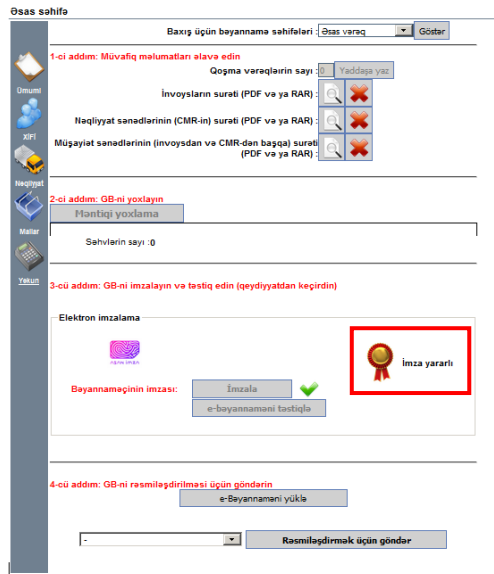 Əsas səhifə
Baxış üçün bəyannamə səhifələri : Əsas vərəq Göstər
1-ci addım: Müvafiq məlumatları əlavə edin
Qoşma vərəqlərin sayı : 0 Yaddaşa yaz
İnvoysların surəti (PDF və ya RAR) :
Nəqliyyat sənədlərinin (CMR-in) surəti (PDF və ya RAR) :
Müşayiət sənədlərinin (invoysdan və CMR-dən başqa) surəti
(PDF və ya RAR) :
Ümumi
XİFİ
Nəqliyyat
Mallar
Yekun
2-ci addım: GB-ni yoxlayın
Məntiqi yoxlama
Səhvlərin sayı :0
3-cü addım: GB-ni imzalayın və təstiq edin (qeydiyyatdan keçirdin)
Elektron imzalama
İmza yararlı
Bəyannaməçinin imzası: İmzala
e-bəyannaməni təstiqlə
4-cü addım: GB-ni rəsmiləşdirilməsi üçün göndərin
e-Bəyannaməni yüklə
- Rəsmiləşdirmək üçün göndər